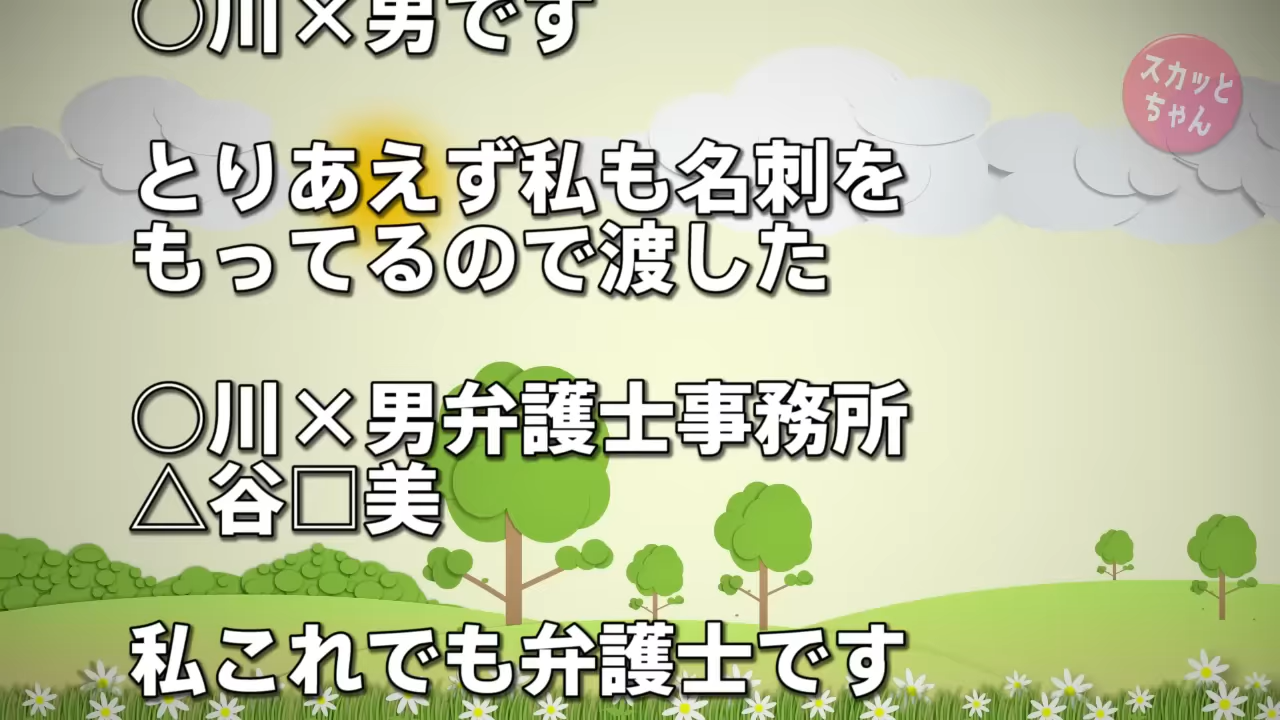 ○川×男です
スカッと
ちゃん
とりあえず私も名刺を
もってるので渡した
○川×男弁護士事務所
△谷□美
私これでも弁護士です